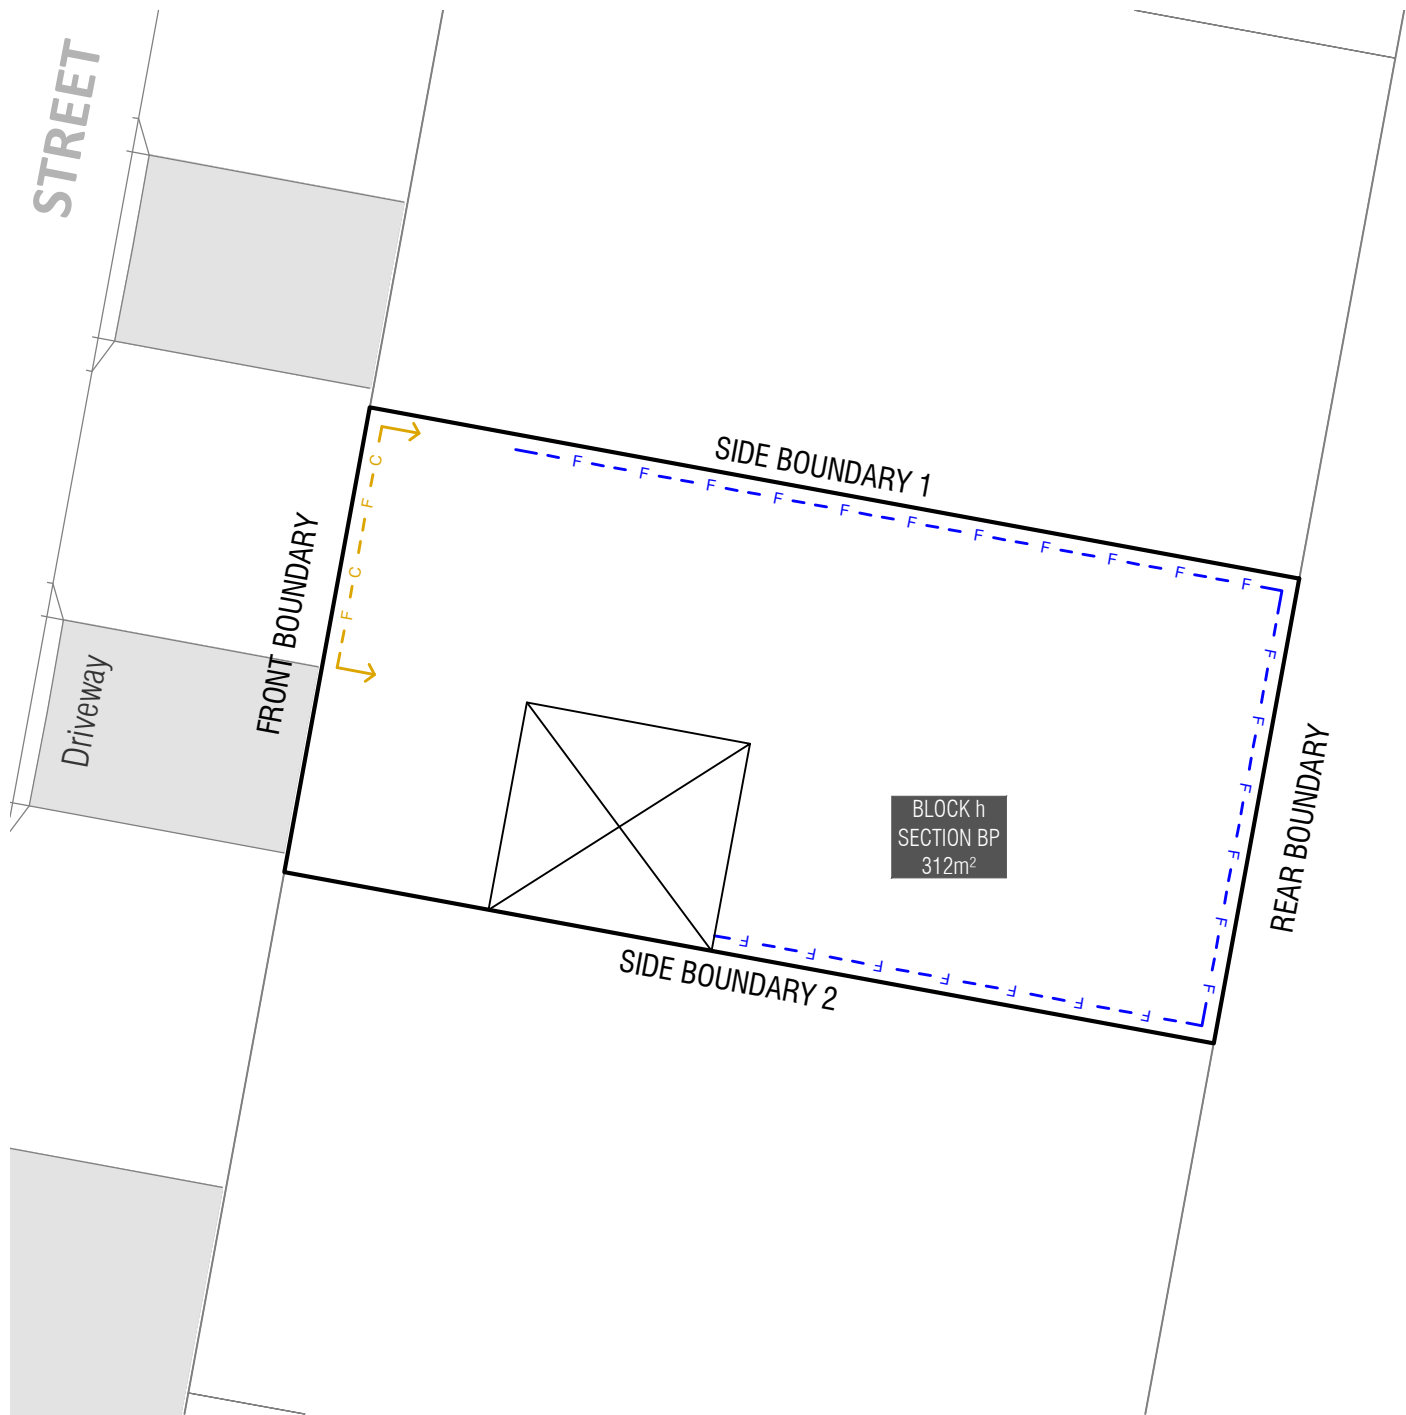 STREET
SIDE BOUNDARY 1
F F F F F F F F F F F
C
F
C
F
FRONT BOUNDARY
Driveway
F
F
F
F
F
F
REAR BOUNDARY
BLOCK h
SECTION BP
312m²
F F F F F F F
SIDE BOUNDARY 2